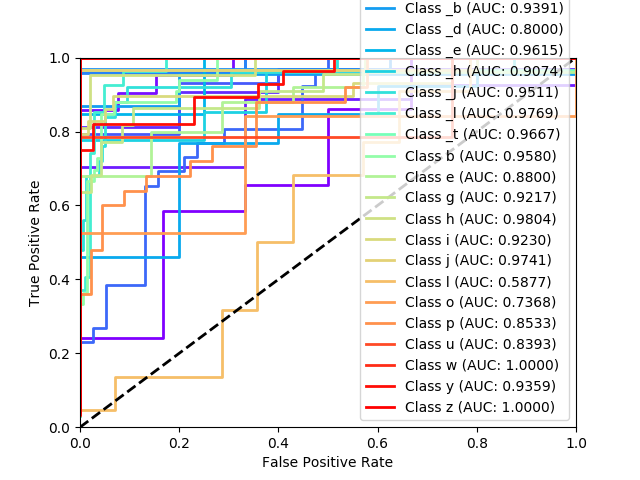 Class _b (AUC: 0.9391)
Class _d (AUC: 0.8000)
Class _e (AUC: 0.9615)
Class _h (AUC: 0.9074)
Class _j (AUC: 0.9511)
Class _l (AUC: 0.9769)
Class _t (AUC: 0.9667)
Class b (AUC: 0.9580)
Class e (AUC: 0.8800)
Class g (AUC: 0.9217)
Class h (AUC: 0.9804)
Class i (AUC: 0.9230)
Class j (AUC: 0.9741)
Class l (AUC: 0.5877)
Class o (AUC: 0.7368)
Class p (AUC: 0.8533)
Class u (AUC: 0.8393)
Class w (AUC: 1.0000)
Class y (AUC: 0.9359)
Class z (AUC: 1.0000)
1.0
0.8
0.6
0.4
0.2
0.0
True Positive Rate
0.0 0.2 0.4 0.6 0.8 1.0
False Positive Rate